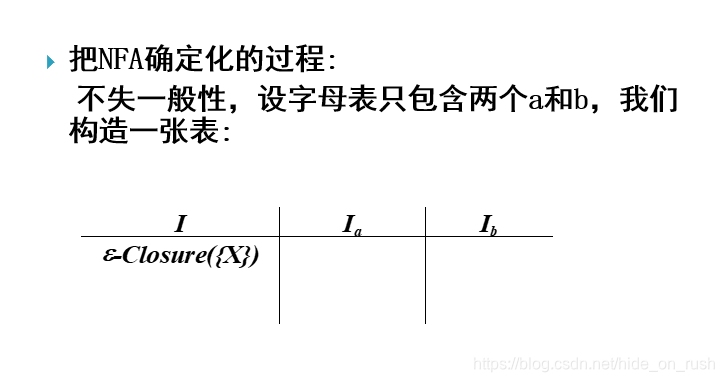 把NFA确定化的过程:
不失一般性，设字母表只包含两个a和b，我们
构造一张表:
I Ia Ib
ε-Closure({X})
https://blog.csdn.net/hide_on_rush